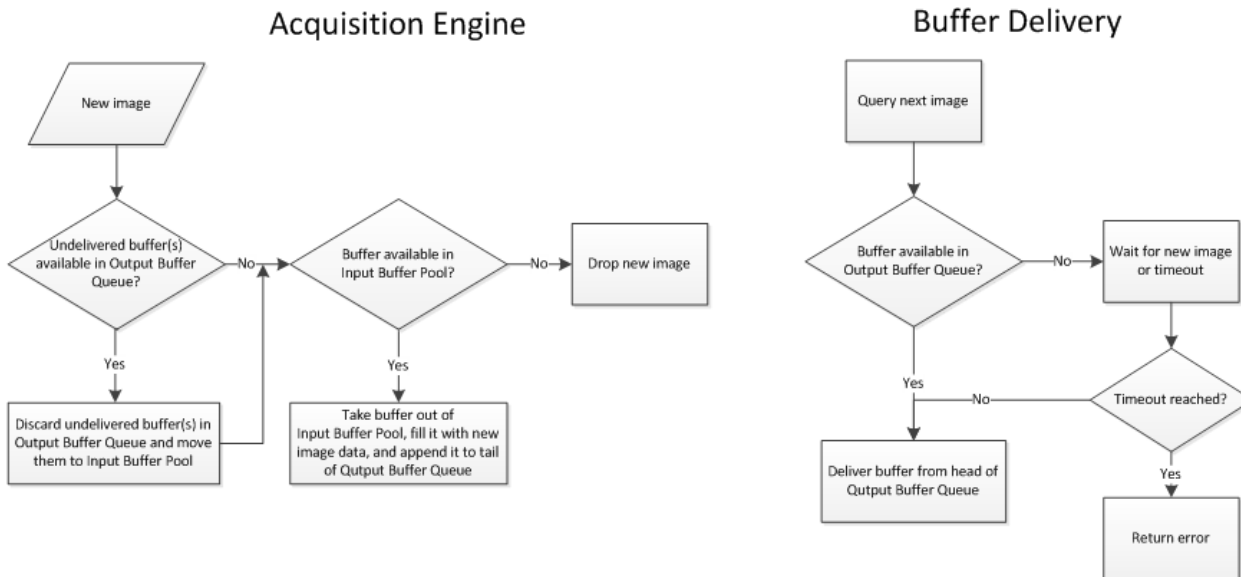 Acquisition Engine
New image
Undelivered buffer(s)
available in Output Buffer
Queue?
No
Buffer available in
Input Buffer Pool?
No
Drop new image
Yes
Yes
Discard undelivered buffer(s) in
Output Buffer Queue and move
them to Input Buffer Pool
Take buffer out of
Input Buffer Pool, fill it with new
image data, and append it to tail
of Qutput Buffer Queue
Buffer Delivery
Query next image
Buffer available in
Output Buffer Queue?
No
Wait for new image
or timeout
Yes
No
Timeout reached?
Deliver buffer from head of
Qutput Buffer Queue
Yes
Return error